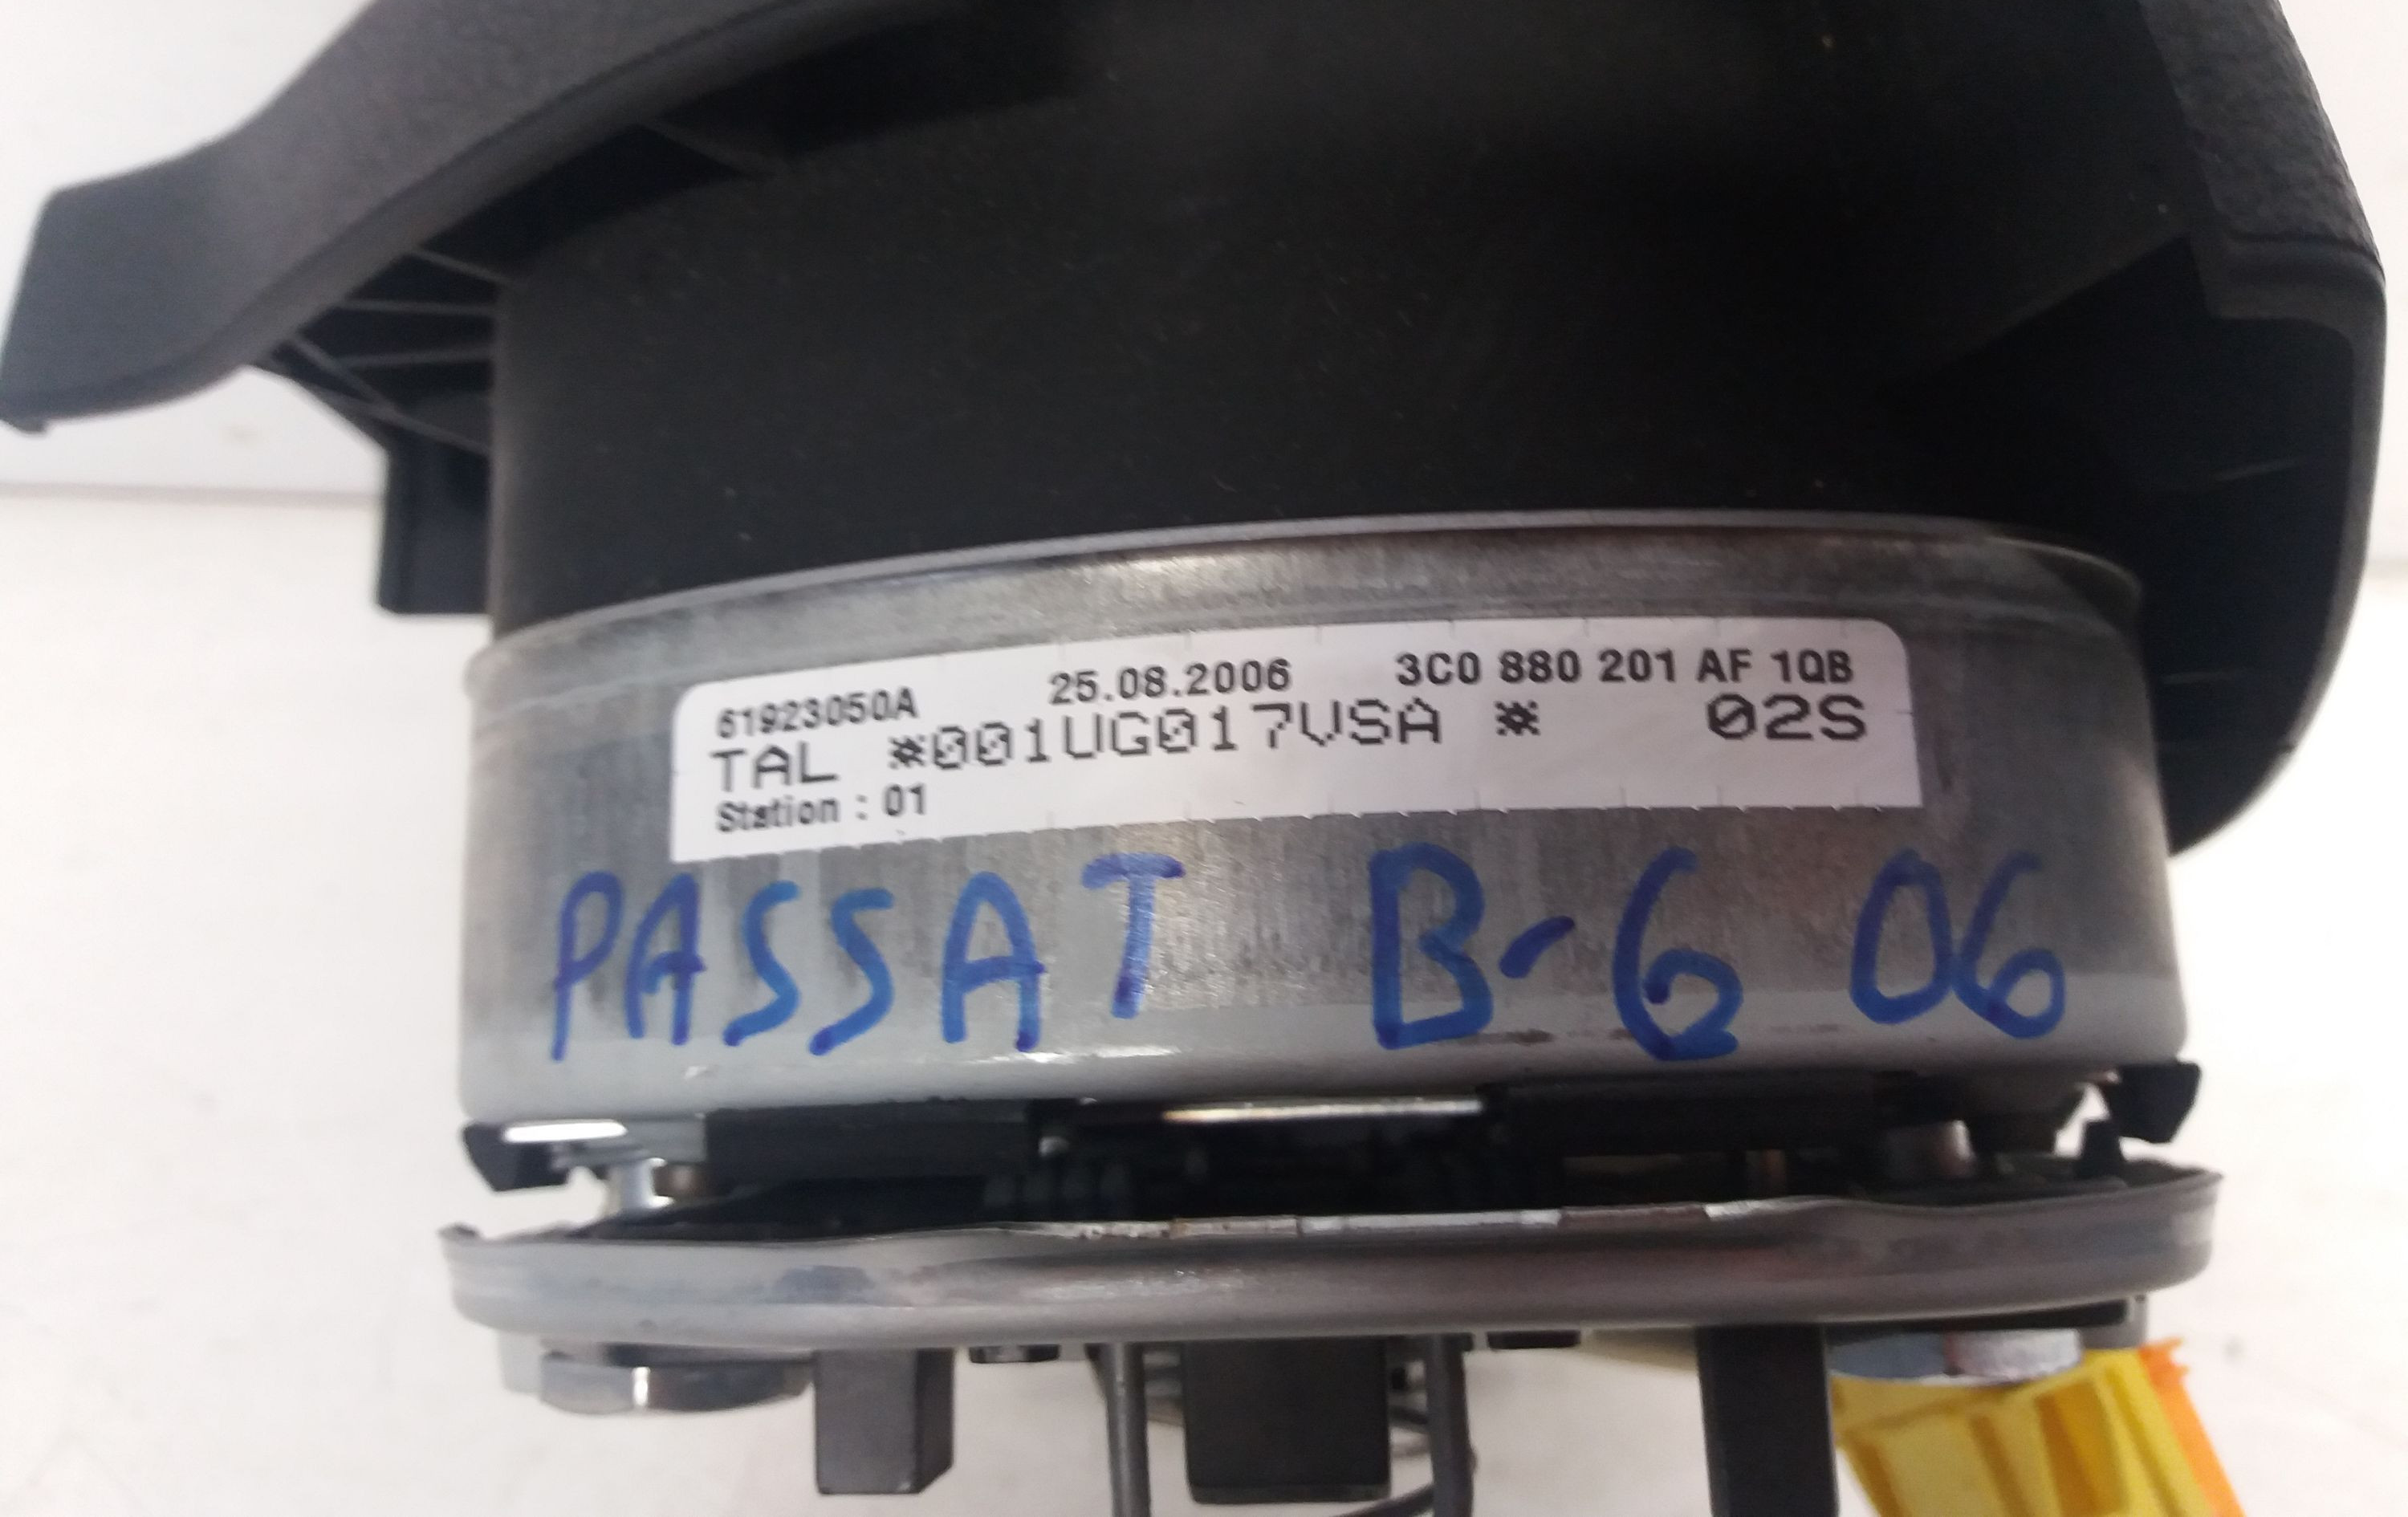 61923050A 25.08.2006 3C0 880 201 AF 1QB
TAL *001UG017VSA * 02S
Station : 01
PASSAT B-6 06